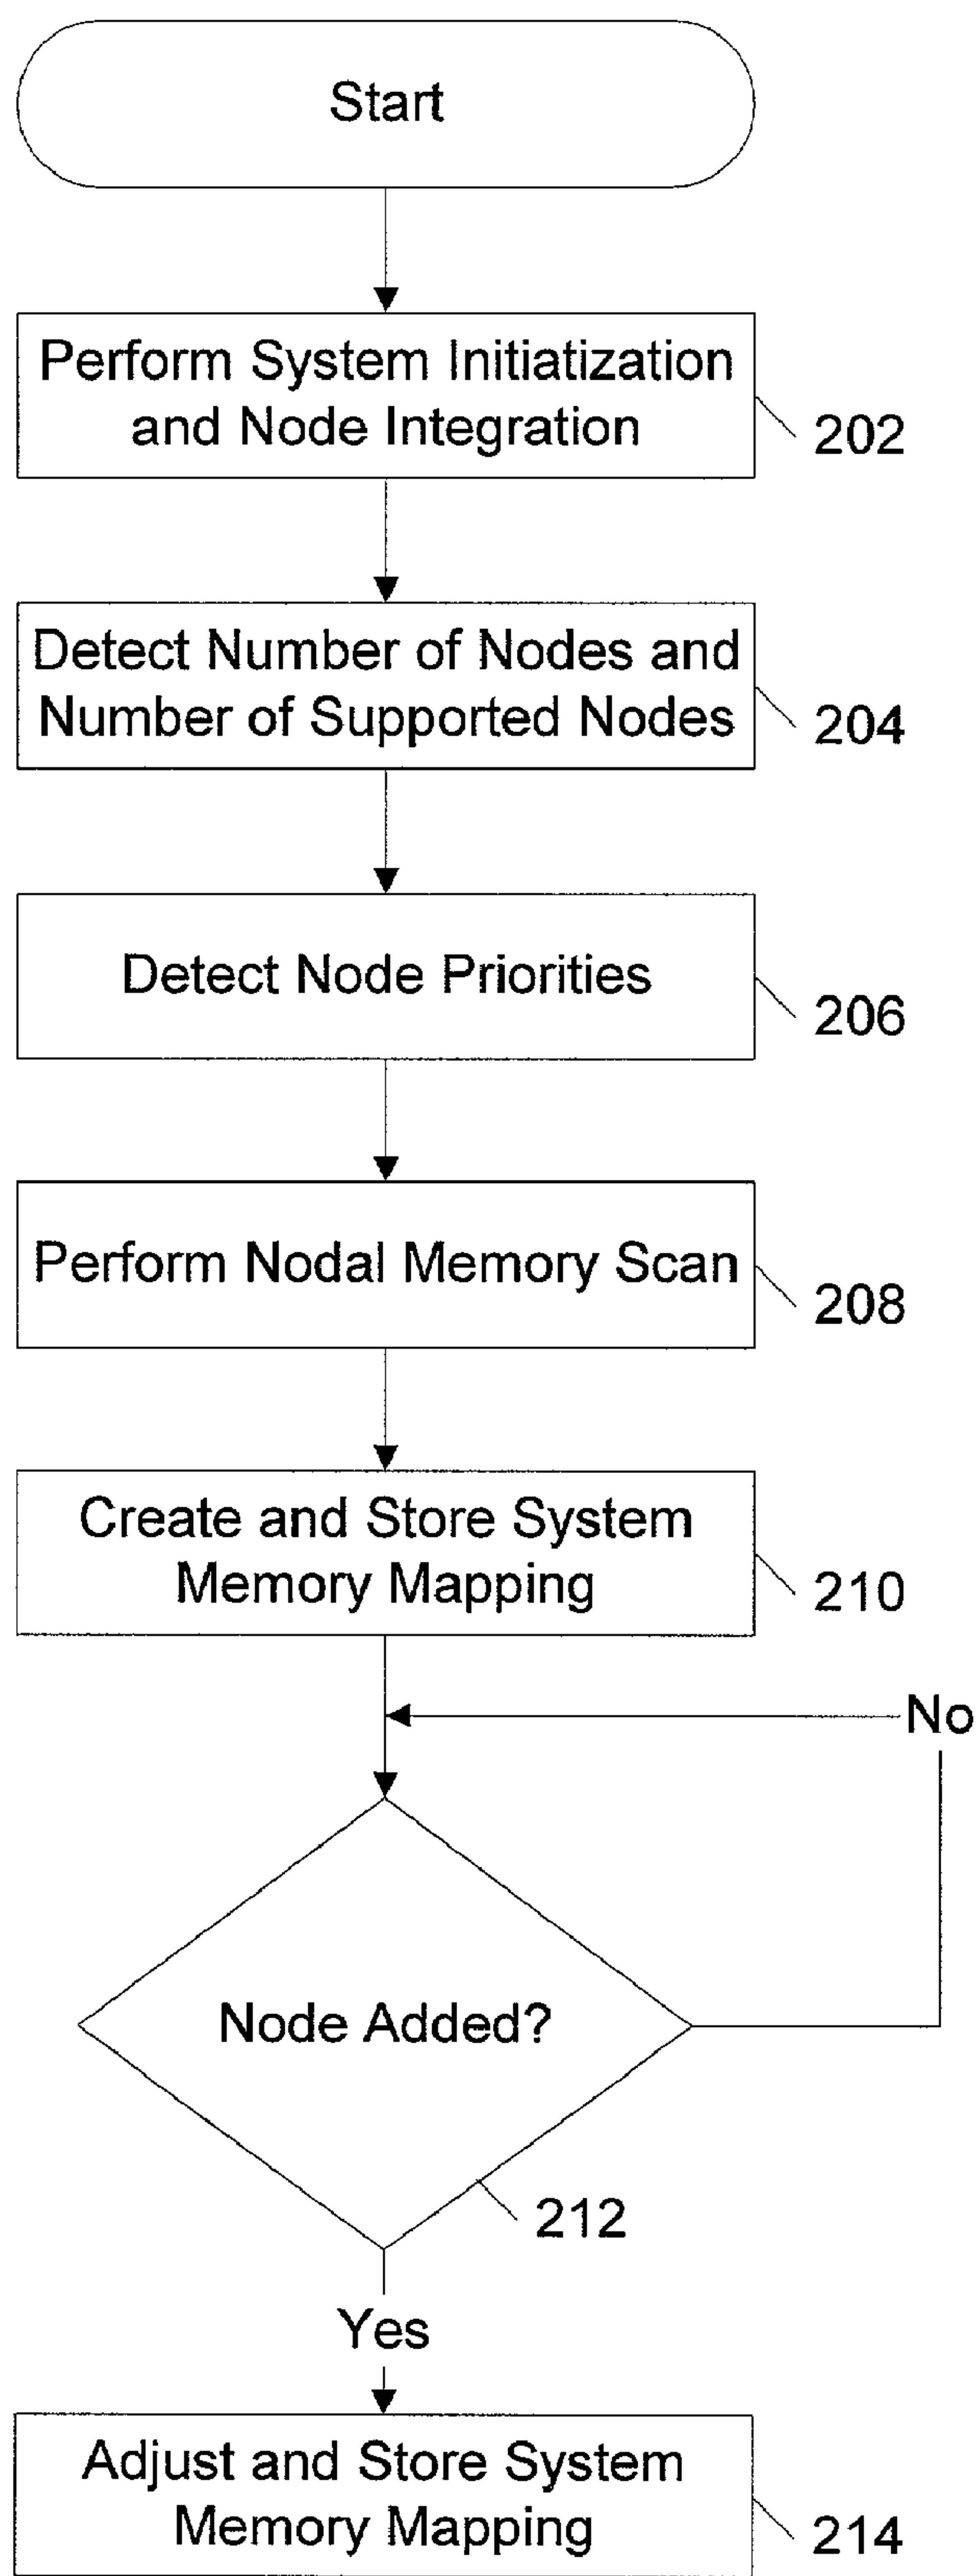 Start
Perform System Initiatization
and Node Integration
202
Detect Number of Nodes and
Number of Supported Nodes
204
Detect Node Priorities
206
Perform Nodal Memory Scan
208
Create and Store System
Memory Mapping
210
No
Node Added?
212
Yes
Adjust and Store System
Memory Mapping
214